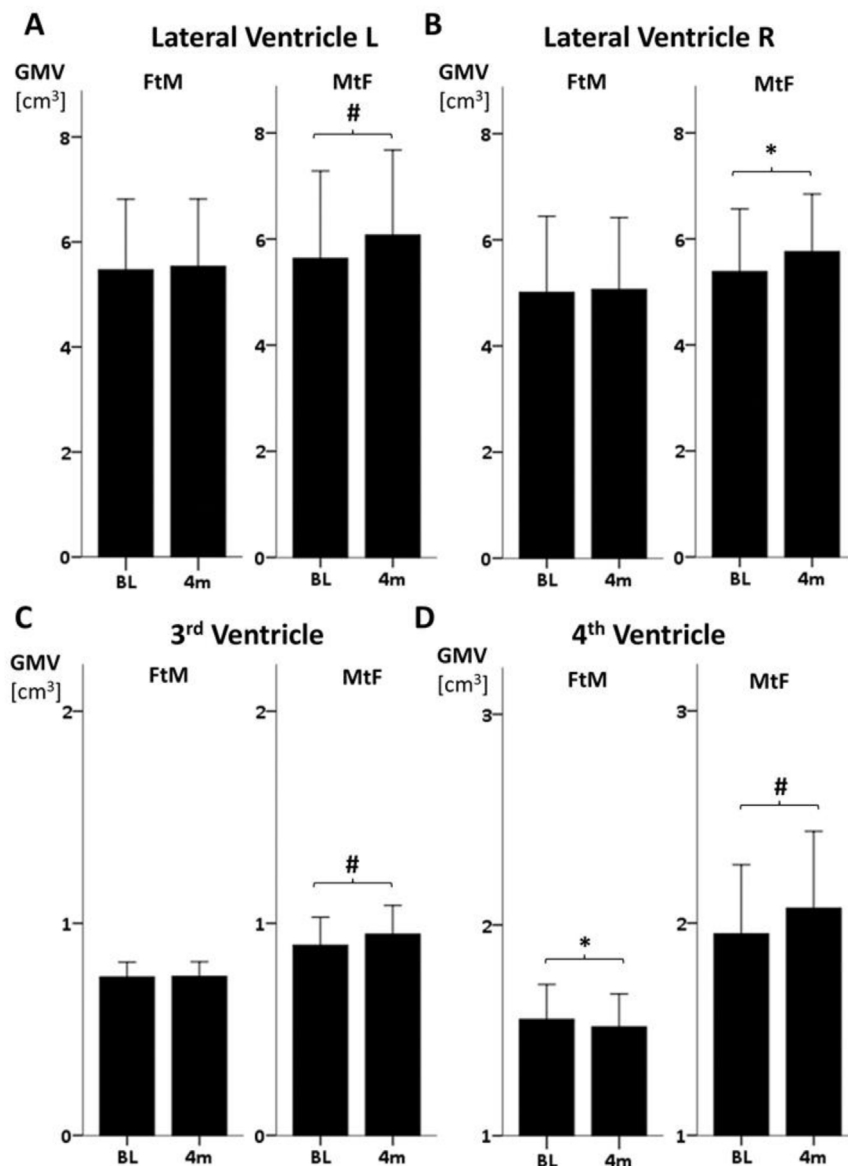 A
Lateral Ventricle L
GMV
[cm³]
FtM
MtF
#
8
6
4
2
0
8
6
4
2
0
BL
4m
BL
4m
B
Lateral Ventricle R
GMV
[cm³]
FtM
MtF
*
8
6
4
2
0
8
6
4
2
0
BL
4m
BL
4m
C
3rd Ventricle
GMV
[cm³]
FtM
MtF
#
2
1
0
2
1
0
BL
4m
BL
4m
D
4th Ventricle
GMV
[cm³]
FtM
MtF
*
#
3
2
1
3
2
1
BL
4m
BL
4m